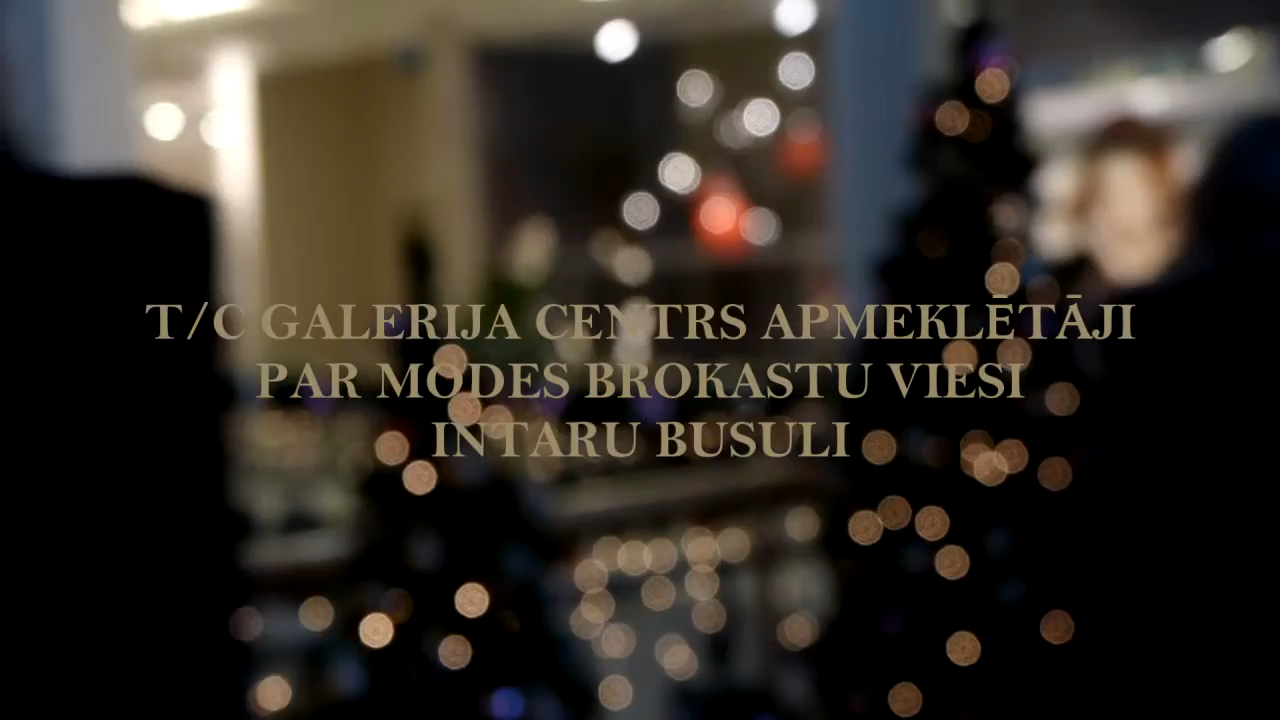 T/C GALERIJA CENTRS APMEKLĒTĀJI
PAR MODES BROKASTU VIESI
INTARU BUSULI